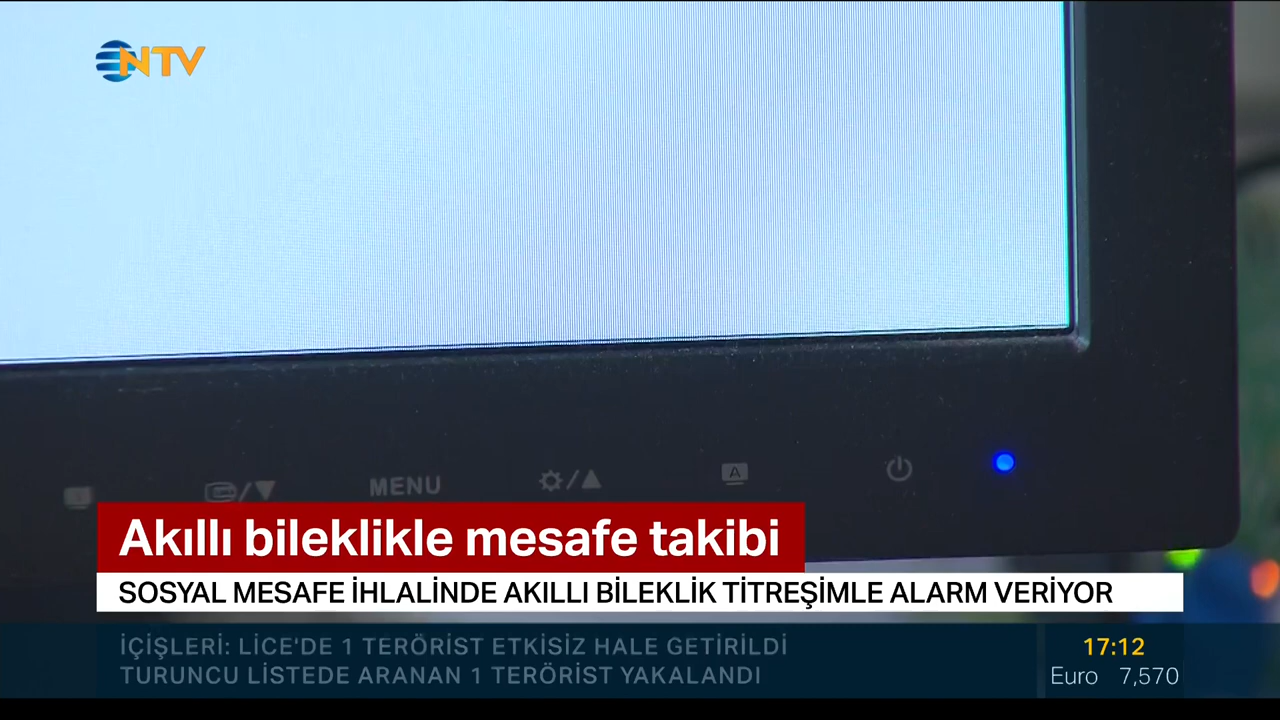 NTV
MENU
A
Akıllı bileklikle mesafe takibi
SOSYAL MESAFE İHLALİNDE AKILLI BİLEKLİK TİTREŞİMLE ALARM VERİYOR
İÇİŞLERİ: LİCE'DE 1 TERÖRİST ETKİSİZ HALE GETİRİLDİ
TURUNCU LİSTEDE ARANAN 1 TERÖRİST YAKALANDI
17:12
Euro 7,570